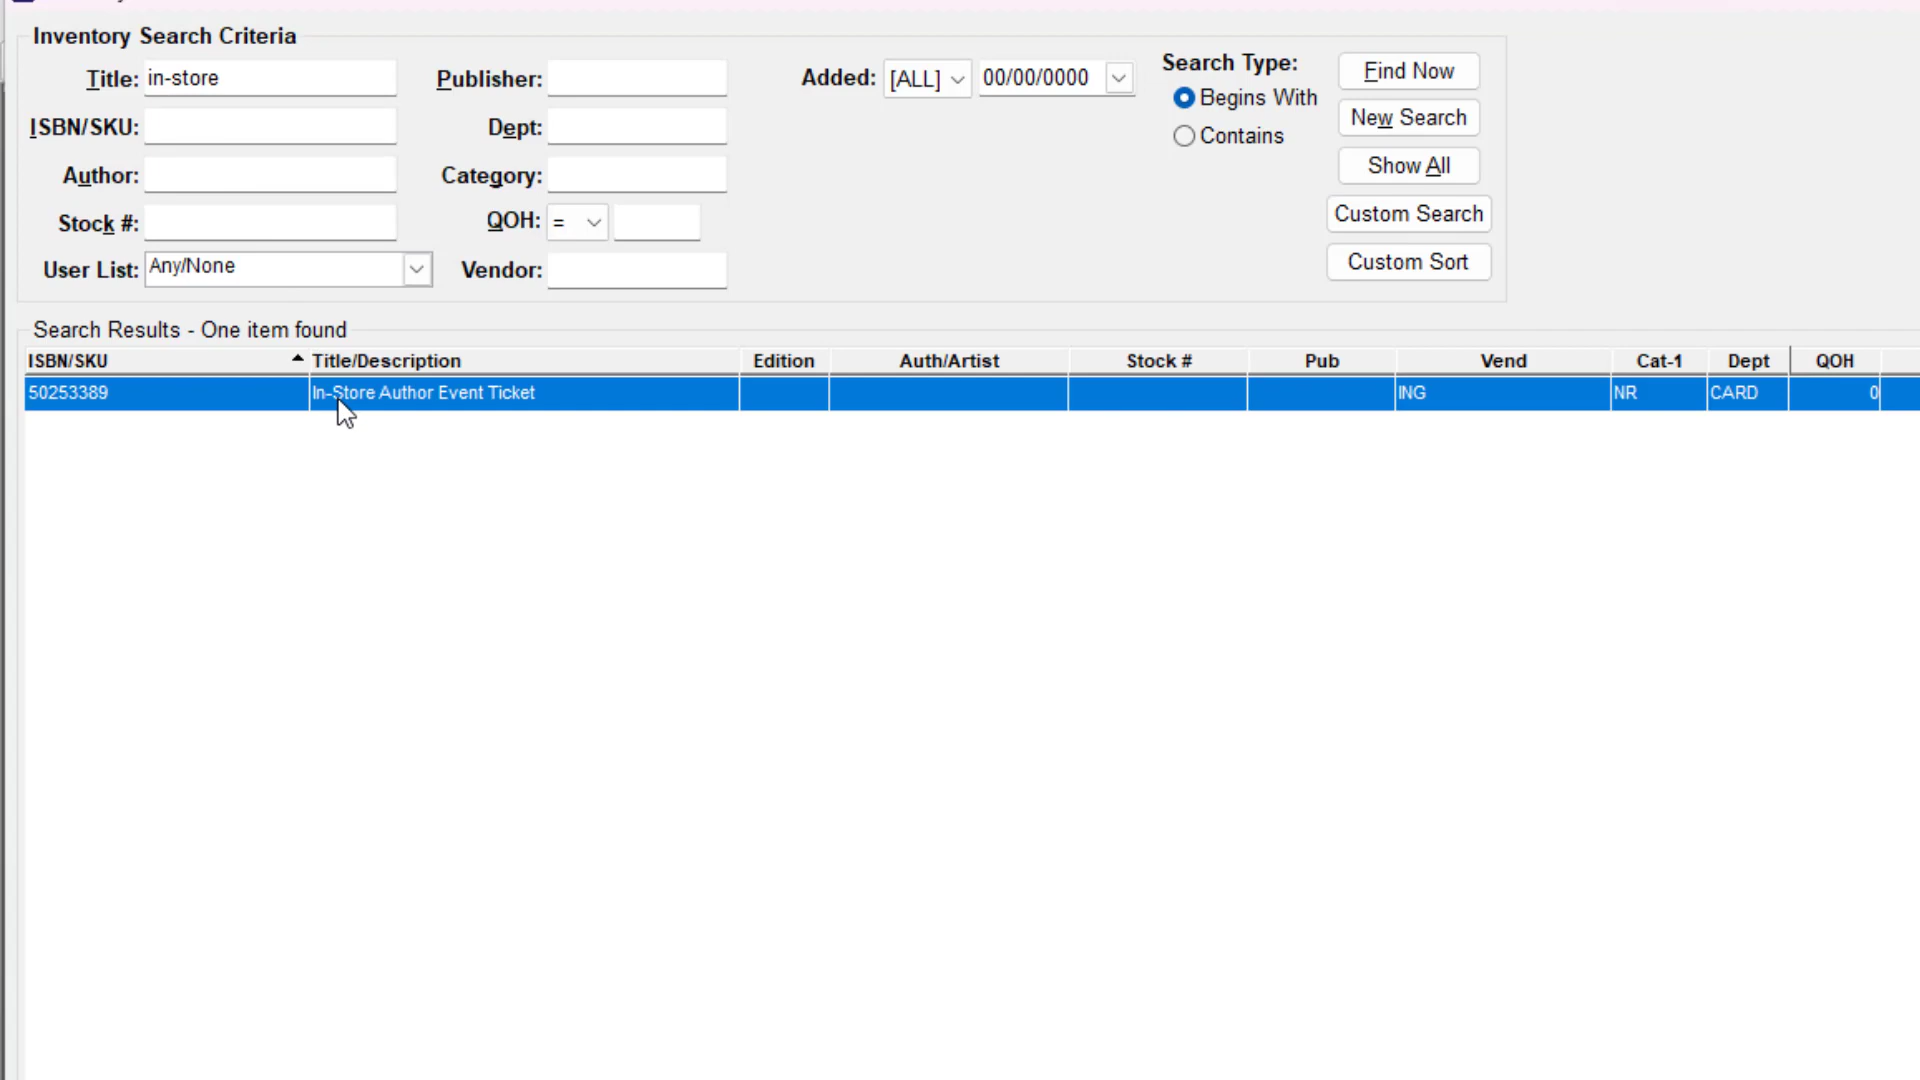 Inventory Search Criteria
Title: in-store Publisher: Added: [ALL] 00/00/0000 Search Type: Find Now
Begins With
ISBN/SKU: Dept: Contains New Search
Author: Category: Show All
Stock #: QOH: = Custom Search
User List: Any/None Vendor: Custom Sort
Search Results - One item found
ISBN/SKU Title/Description Edition Auth/Artist Stock # Pub Vend Cat-1 Dept QOH
50253389 In-Store Author Event Ticket ING NR CARD 0